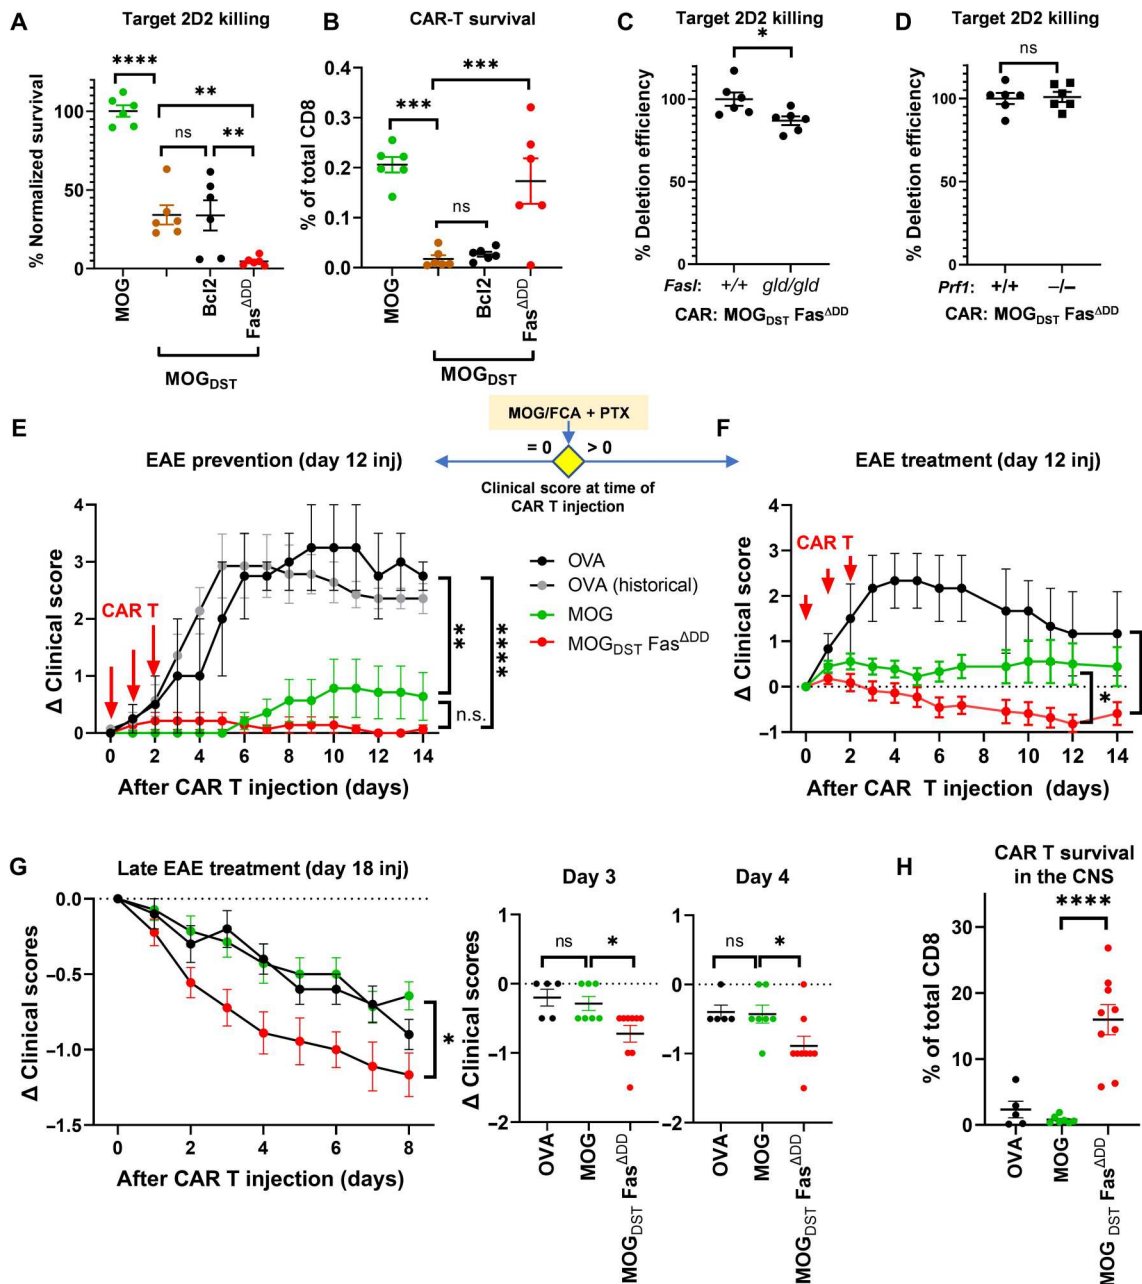 A
Target 2D2 killing
% Normalized survival
100
50
0
****
**
ns
**
MOG
Bcl2
Fas^ΔDD
MOG_DST
B
CAR-T survival
% of total CD8
0.4
0.3
0.2
0.1
0.0
***
***
ns
MOG
Bcl2
Fas^ΔDD
MOG_DST
C
Target 2D2 killing
*
% Deletion efficiency
100
50
0
Fasl: +/+ gld/gld
CAR: MOG_DST Fas^ΔDD
D
Target 2D2 killing
ns
% Deletion efficiency
100
50
0
Prf1: +/+ –/–
CAR: MOG_DST Fas^ΔDD
MOG/FCA + PTX
= 0 > 0
Clinical score at time of
CAR T injection
E
EAE prevention (day 12 inj)
Δ Clinical score
4
3
2
1
0
CAR T
**
****
n.s.
0 2 4 6 8 10 12 14
After CAR T injection (days)
OVA
OVA (historical)
MOG
MOG_DST Fas^ΔDD
F
EAE treatment (day 12 inj)
Δ Clinical score
4
3
2
1
0
−1
CAR T
*
0 2 4 6 8 10 12 14
After CAR T injection (days)
G
Late EAE treatment (day 18 inj)
Δ Clinical scores
0.0
−0.5
−1.0
−1.5
*
0 2 4 6 8
After CAR T injection (days)
Day 3
Δ Clinical scores
1
0
−1
−2
ns *
OVA
MOG
MOG_DST Fas^ΔDD
Day 4
1
0
−1
−2
ns *
OVA
MOG
MOG_DST Fas^ΔDD
H
CAR T survival
in the CNS
****
% of total CD8
30
20
10
0
OVA
MOG
MOG_DST Fas^ΔDD